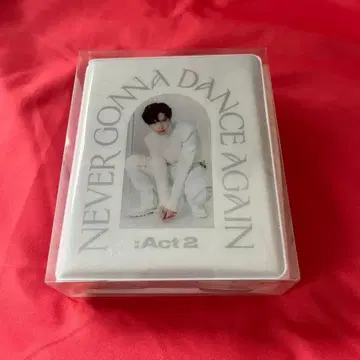 NEVER GONNA DANCE AGAIN
:Act 2